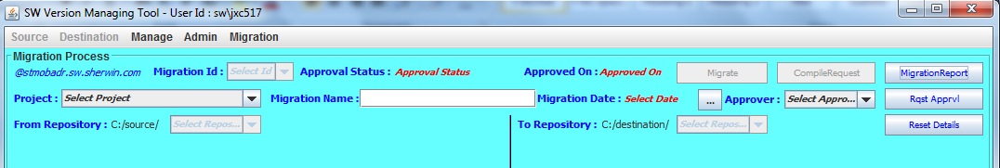 SW Version Managing Tool - User Id : sw\jxc517
Source Destination Manage Admin Migration
Migration Process
@stmobadr.sw.sherwin.com Migration Id : Select Id Approval Status : Approval Status Approved On : Approved On Migrate CompileRequest MigrationReport
Project : Select Project Migration Name : Migration Date : Select Date ... Approver : Select Appro... Rqst Apprvl
From Repository : C:/source/ Select Repos... To Repository : C:/destination/ Select Repos... Reset Details